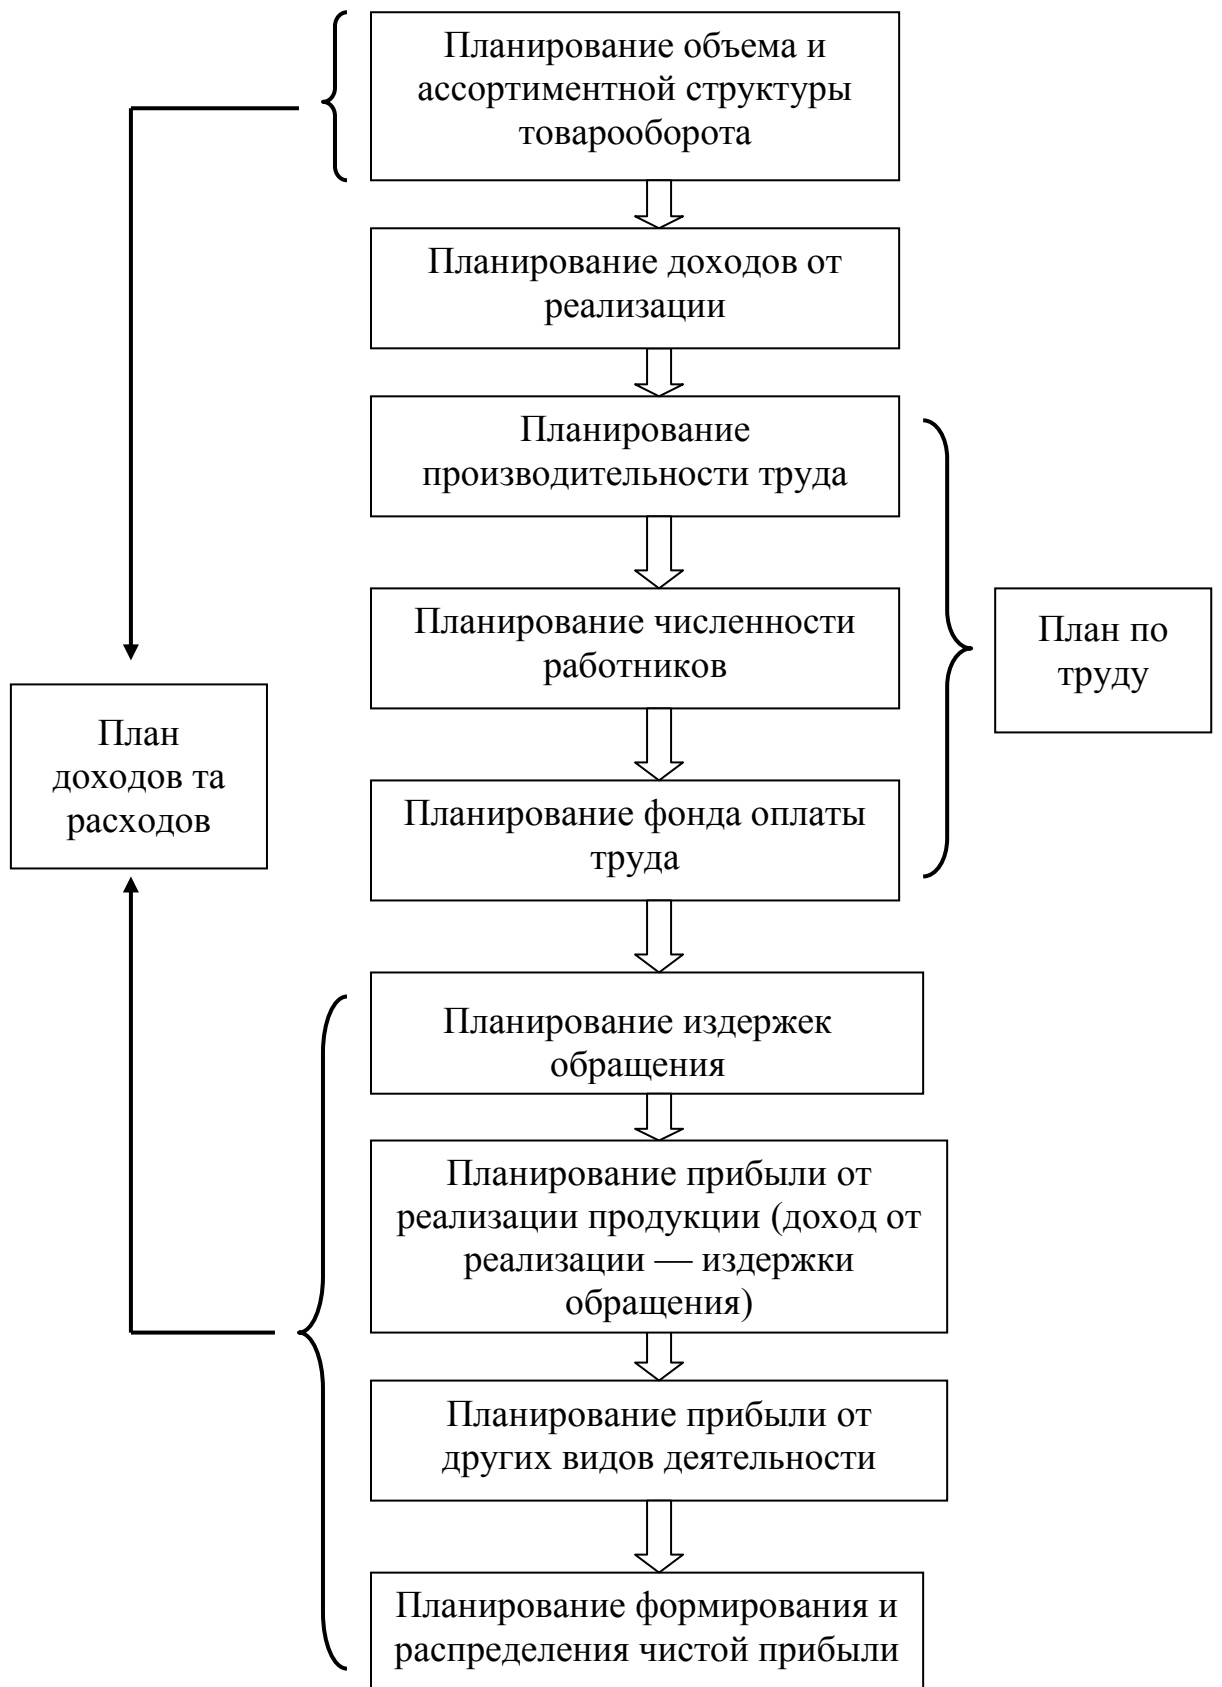 Планирование объема и
ассортиментной структуры
товарооборота
Планирование доходов от
реализации
Планирование
производительности труда
Планирование численности
работников
План по
труду
План
доходов та
расходов
Планирование фонда оплаты
труда
Планирование издержек
обращения
Планирование прибыли от
реализации продукции (доход от
реализации — издержки
обращения)
Планирование прибыли от
других видов деятельности
Планирование формирования и
распределения чистой прибыли